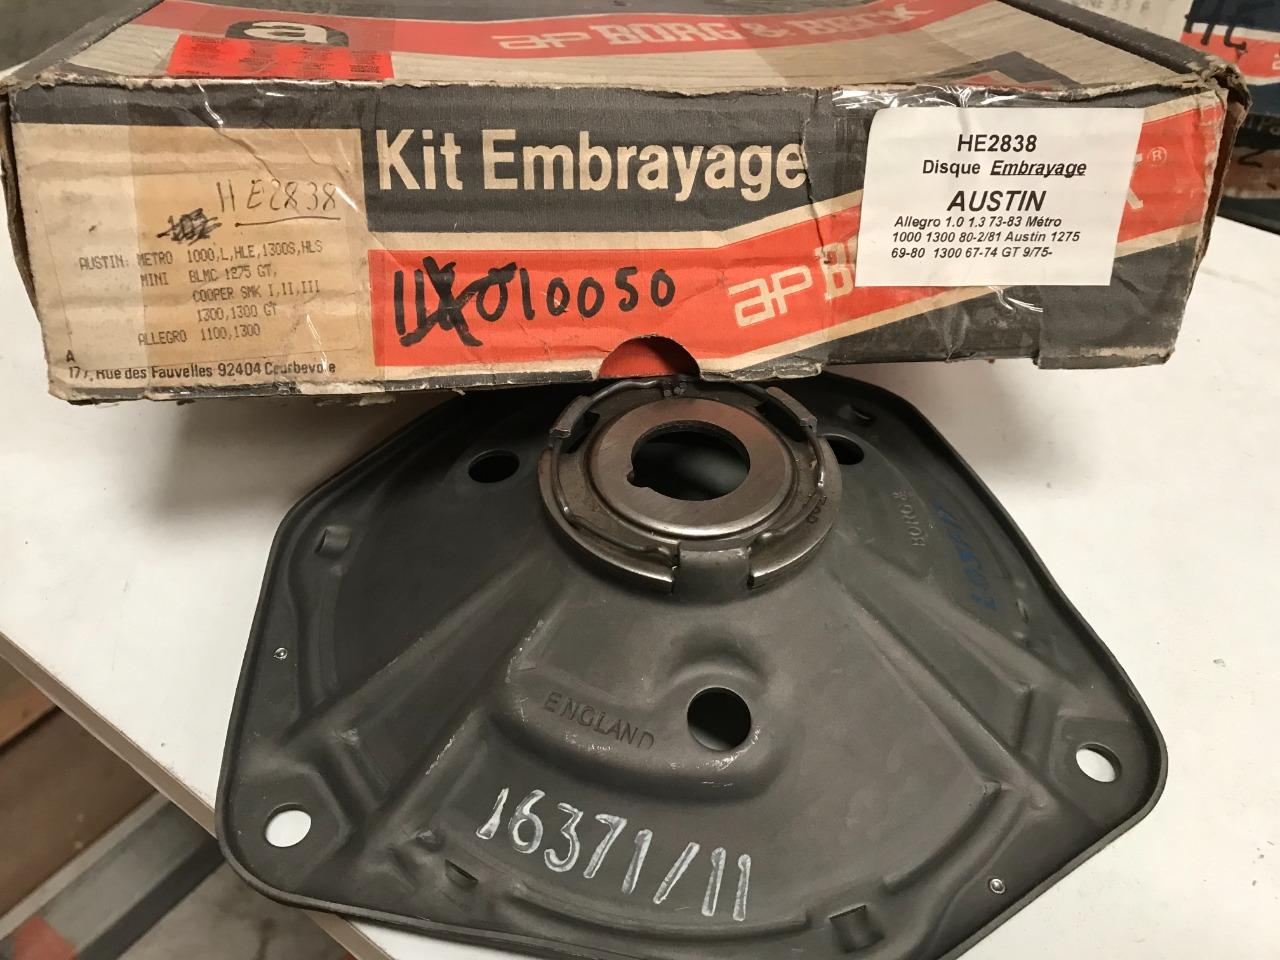 a
ap BORG & BECK
Kit Embrayage
HE2838
AUSTIN: METRO 1000,L,HLE,1300S,HLS
MINI BLMC 1275 GT,
COOPER SMK I,II,III
1300,1300 GT
ALLEGRO 1100,1300
A
177, Rue des Fauvelles 92404 Courbevoie
010050
ap B
K®
HE2838
Disque Embrayage
AUSTIN
Allegro 1.0 1.3 73-83 Métro
1000 1300 80-2/81 Austin 1275
69-80 1300 67-74 GT 9/75-
BORG &
ENGLAND
16371/11